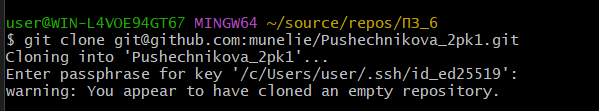 user@WIN-L4VOE94GT67 MINGW64 ~/source/repos/ПЗ_6
$ git clone git@github.com:munelie/Pushechnikova_2pk1.git
Cloning into 'Pushechnikova_2pk1'...
Enter passphrase for key '/c/Users/user/.ssh/id_ed25519':
warning: You appear to have cloned an empty repository.